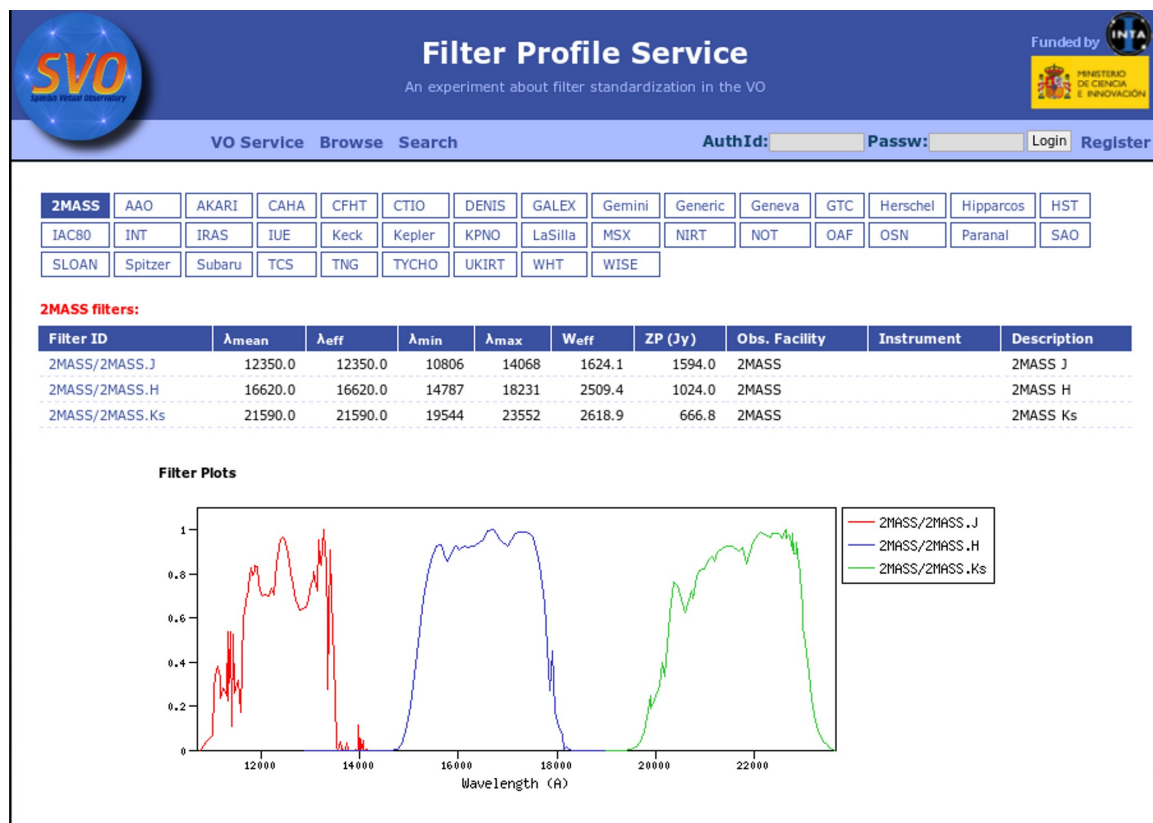 Filter Profile Service
An experiment about filter standardization in the VO
SVO
Spanish Virtual Observatory
Funded by
INTA
MINISTERIO
DE CIENCIA
E INNOVACIÓN
VO Service Browse Search AuthId: Passw: Login Register
2MASS AAO AKARI CAHA CFHT CTIO DENIS GALEX Gemini Generic Geneva GTC Herschel Hipparcos HST
IAC80 INT IRAS IUE Keck Kepler KPNO LaSilla MSX NIRT NOT OAF OSN Paranal SAO
SLOAN Spitzer Subaru TCS TNG TYCHO UKIRT WHT WISE
2MASS filters:
Filter ID λmean λeff λmin λmax Weff ZP (Jy) Obs. Facility Instrument Description
2MASS/2MASS.J 12350.0 12350.0 10806 14068 1624.1 1594.0 2MASS 2MASS J
2MASS/2MASS.H 16620.0 16620.0 14787 18231 2509.4 1024.0 2MASS 2MASS H
2MASS/2MASS.Ks 21590.0 21590.0 19544 23552 2618.9 666.8 2MASS 2MASS Ks
Filter Plots
1
0.8
0.6
0.4
0.2
0
12000 14000 16000 18000 20000 22000
Wavelength (A)
2MASS/2MASS.J
2MASS/2MASS.H
2MASS/2MASS.Ks